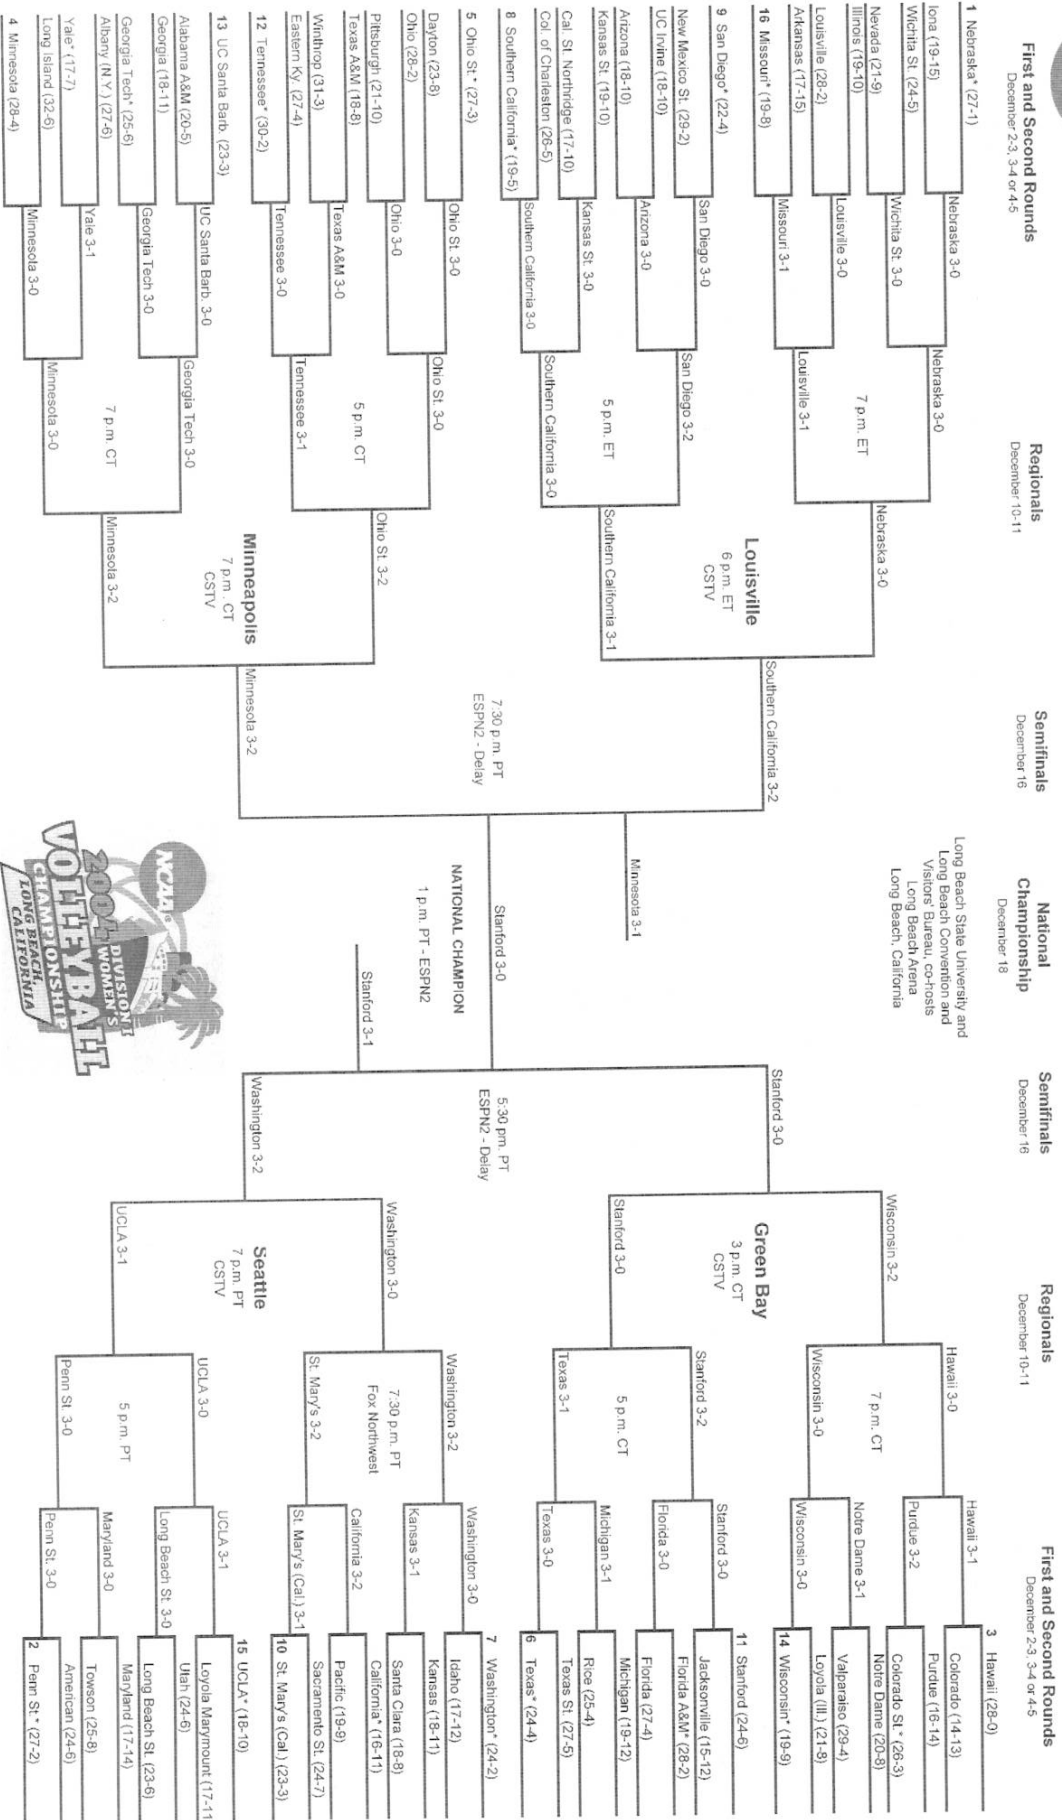 First and Second Rounds
December 2-3, 3-4 or 4-5
Regionals
December 10-11
Semifinals
December 16
National
Championship
December 18
Semifinals
December 16
Regionals
December 10-11
First and Second Rounds
December 2-3, 3-4 or 4-5
Long Beach State University and
Long Beach Convention and
Visitors' Bureau, co-hosts
Long Beach Arena
Long Beach, California
1 Nebraska* (27-1)
Iona (19-15)
Wichita St. (24-5)
Nevada (21-9)
Illinois (19-10)
Louisville (28-2)
Arkansas (17-15)
16 Missouri* (19-8)
9 San Diego* (22-4)
New Mexico St. (29-2)
UC Irvine (18-10)
Arizona (18-10)
Kansas St. (19-10)
Cal. St. Northridge (17-10)
Col. of Charleston (26-5)
8 Southern California* (19-5)
5 Ohio St.* (27-3)
Dayton (23-8)
Ohio (28-2)
Pittsburgh (21-10)
Texas A&M (18-8)
Winthrop (31-3)
Eastern Ky. (27-4)
12 Tennessee* (30-2)
13 UC Santa Barb. (23-3)
Alabama A&M (20-5)
Georgia (18-11)
Georgia Tech* (25-6)
Albany (N.Y.) (27-6)
Yale* (17-7)
Long Island (32-6)
4 Minnesota (28-4)
Nebraska 3-0
Wichita St. 3-0
Louisville 3-0
Missouri 3-1
San Diego 3-0
Arizona 3-0
Kansas St. 3-0
Southern California 3-0
Ohio St. 3-0
Ohio 3-0
Texas A&M 3-0
Tennessee 3-0
UC Santa Barb. 3-0
Georgia Tech 3-0
Yale 3-1
Minnesota 3-0
Nebraska 3-0
7 p.m. ET
Louisville 3-1
San Diego 3-2
5 p.m. ET
Southern California 3-0
Ohio St. 3-0
5 p.m. CT
Tennessee 3-1
Georgia Tech 3-0
7 p.m. CT
Minnesota 3-0
Nebraska 3-0
Louisville
6 p.m. ET
CSTV
Southern California 3-1
Ohio St. 3-2
Minneapolis
7 p.m. CT
CSTV
Minnesota 3-2
Southern California 3-2
7:30 p.m. PT
ESPN2 - Delay
Minnesota 3-2
Minnesota 3-1
Stanford 3-0
NATIONAL CHAMPION
1 p.m. PT - ESPN2
Stanford 3-1
NCAA
2004 DIVISION I
WOMEN'S
VOLLEYBALL
CHAMPIONSHIP
LONG BEACH,
CALIFORNIA
Stanford 3-0
5:30 pm. PT
ESPN2 - Delay
Washington 3-2
Wisconsin 3-2
Green Bay
3 p.m. CT
CSTV
Stanford 3-0
Washington 3-0
Seattle
7 p.m. PT
CSTV
UCLA 3-1
Hawaii 3-0
7 p.m. CT
Wisconsin 3-0
Stanford 3-2
5 p.m. CT
Texas 3-1
Washington 3-2
7:30 p.m. PT
Fox Northwest
St. Mary's 3-2
UCLA 3-0
5 p.m. PT
Penn St. 3-0
Hawaii 3-1
Purdue 3-2
Notre Dame 3-1
Wisconsin 3-0
Stanford 3-0
Florida 3-0
Michigan 3-1
Texas 3-0
Washington 3-0
Kansas 3-1
California 3-2
St. Mary's (Cal.) 3-1
UCLA 3-1
Long Beach St. 3-0
Maryland 3-0
Penn St. 3-0
3 Hawaii (28-0)
Colorado (14-13)
Purdue (16-14)
Colorado St.* (26-3)
Notre Dame (20-8)
Valparaiso (29-4)
Loyola (Ill.) (21-8)
14 Wisconsin* (19-9)
11 Stanford (24-6)
Jacksonville (15-12)
Florida A&M* (28-2)
Florida (27-4)
Michigan (19-12)
Rice (25-4)
Texas St. (27-5)
6 Texas* (24-4)
7 Washington* (24-2)
Idaho (17-12)
Kansas (18-11)
Santa Clara (18-8)
California* (16-11)
Pacific (19-9)
Sacramento St. (24-7)
10 St. Mary's (Cal.) (23-3)
15 UCLA* (18-10)
Loyola Marymount (17-11
Utah (24-6)
Long Beach St. (23-6)
Maryland (17-14)
Towson (25-8)
American (24-6)
2 Penn St.* (27-2)